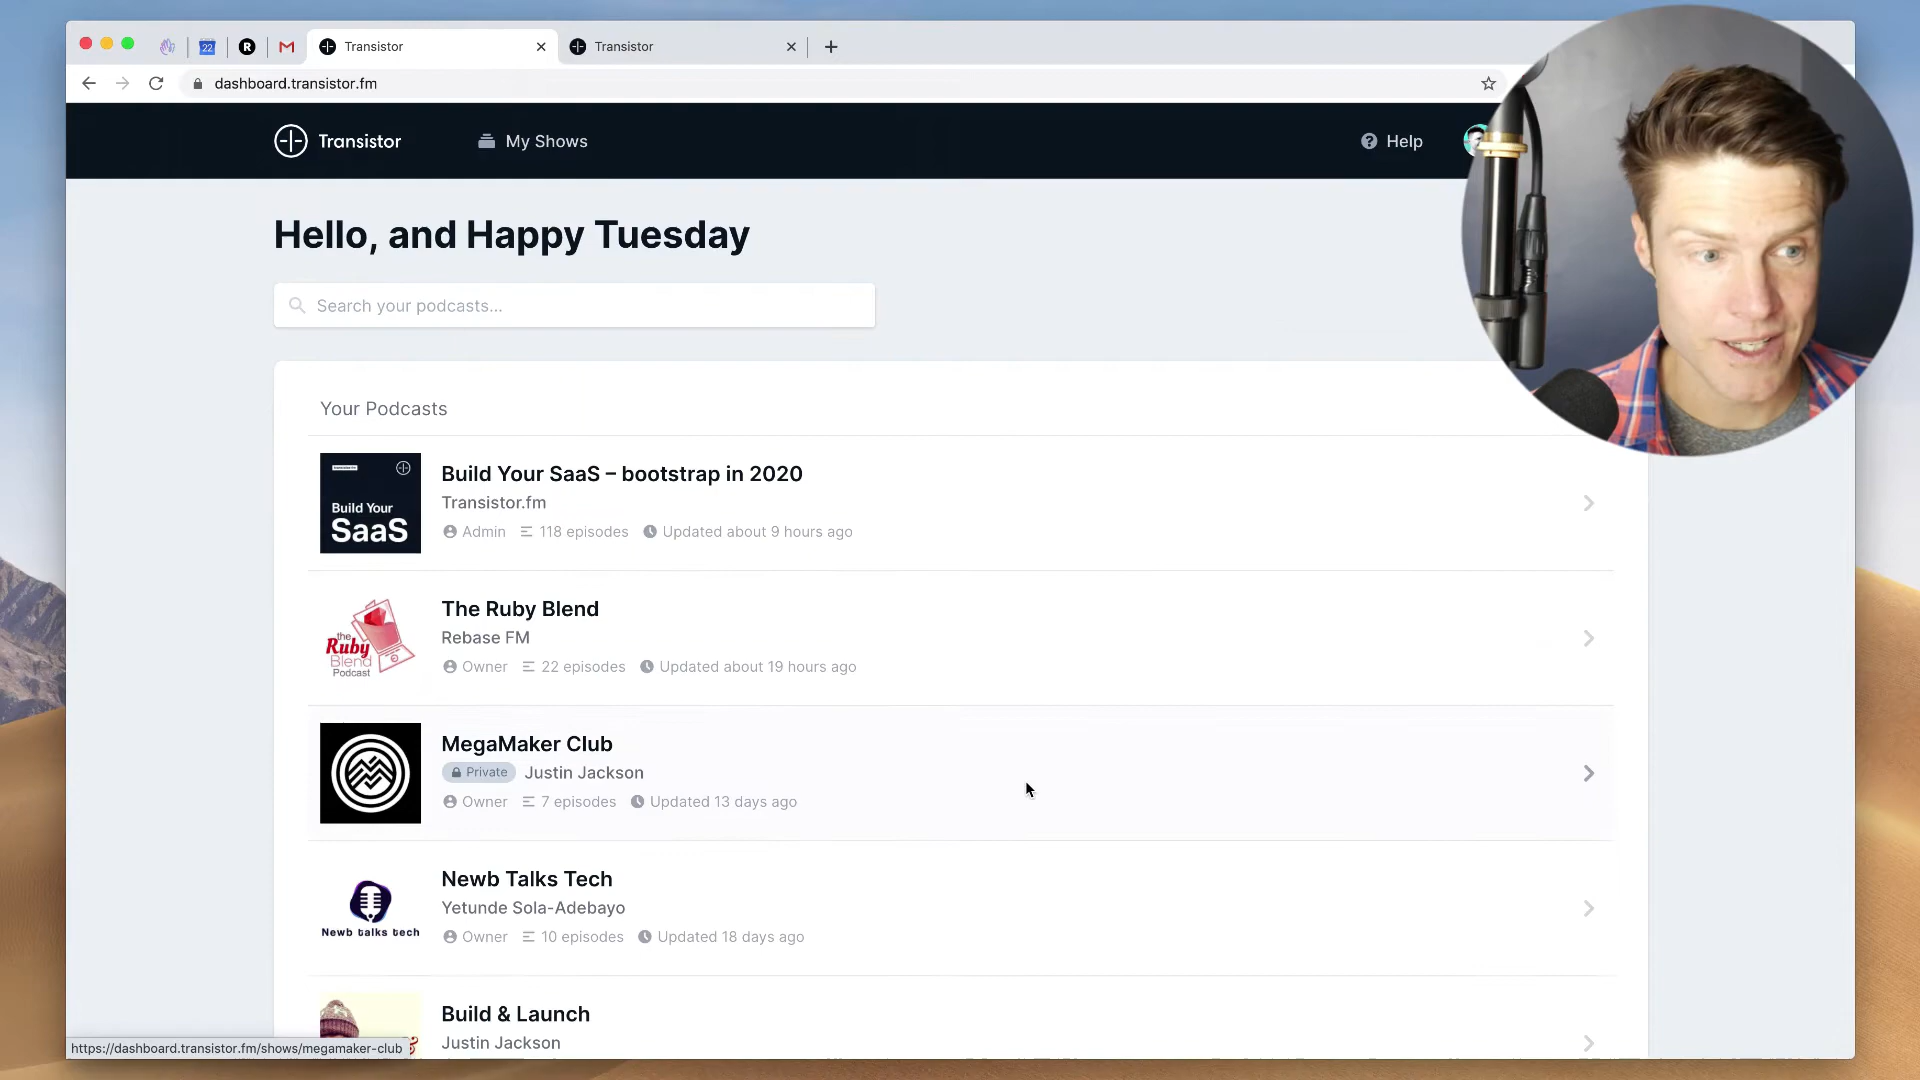 Transistor
Transistor
dashboard.transistor.fm
Transistor
My Shows
Help
Hello, and Happy Tuesday
Search your podcasts...
Your Podcasts
Build Your
SaaS
Build Your SaaS – bootstrap in 2020
Transistor.fm
Admin 118 episodes Updated about 9 hours ago
the
Ruby
Blend
Podcast
The Ruby Blend
Rebase FM
Owner 22 episodes Updated about 19 hours ago
MegaMaker Club
Private Justin Jackson
Owner 7 episodes Updated 13 days ago
Newb talks tech
Newb Talks Tech
Yetunde Sola-Adebayo
Owner 10 episodes Updated 18 days ago
&
Build & Launch
Justin Jackson
https://dashboard.transistor.fm/shows/megamaker-club
22
R